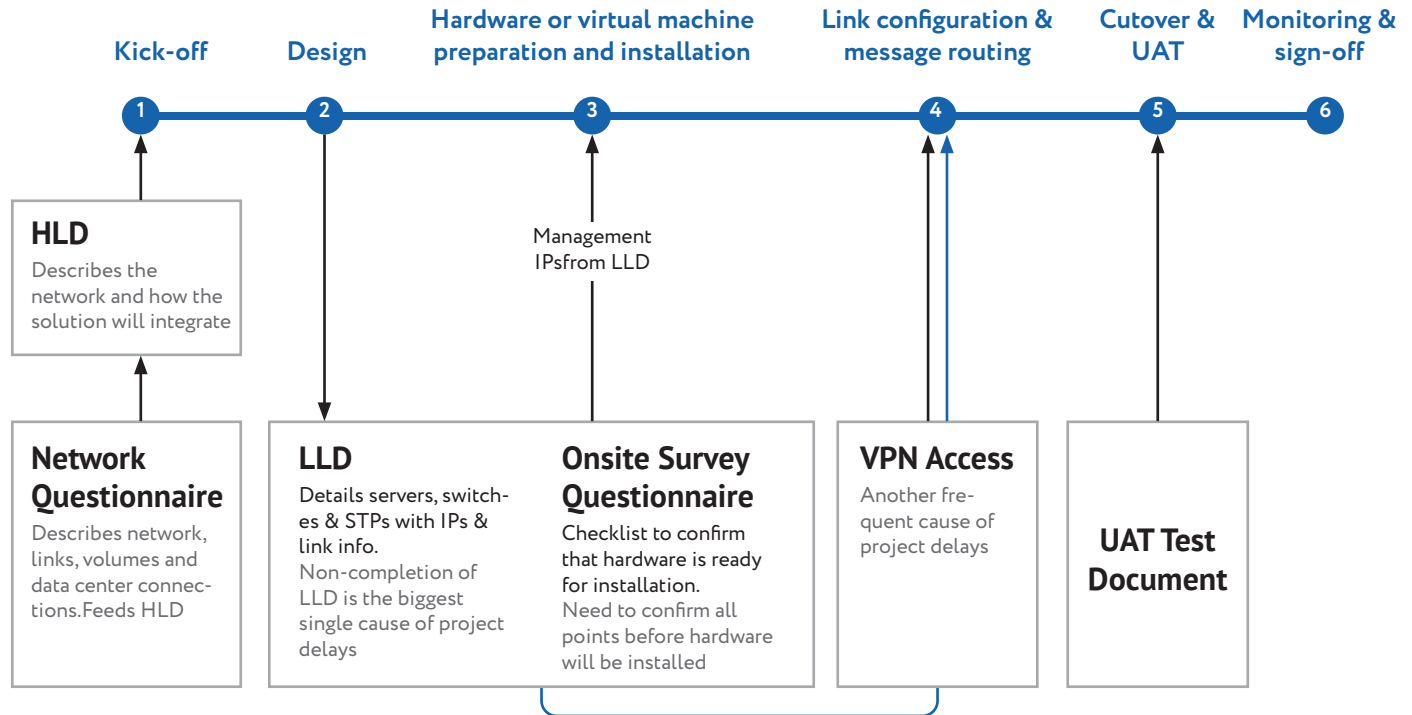 Kick-off
Design
Hardware or virtual machine
preparation and installation
Link configuration &
message routing
Cutover &
UAT
Monitoring &
sign-off
1
2
3
4
5
6
HLD
Describes the
network and how the
solution will integrate
Management
IPsfrom LLD
Network
Questionnaire
Describes network,
links, volumes and
data center connec-
tions.Feeds HLD
LLD
Details servers, switch-
es & STPs with IPs &
link info.
Non-completion of
LLD is the biggest
single cause of project
delays
Onsite Survey
Questionnaire
Checklist to confirm
that hardware is ready
for installation.
Need to confirm all
points before hardware
will be installed
VPN Access
Another fre-
quent cause of
project delays
UAT Test
Document